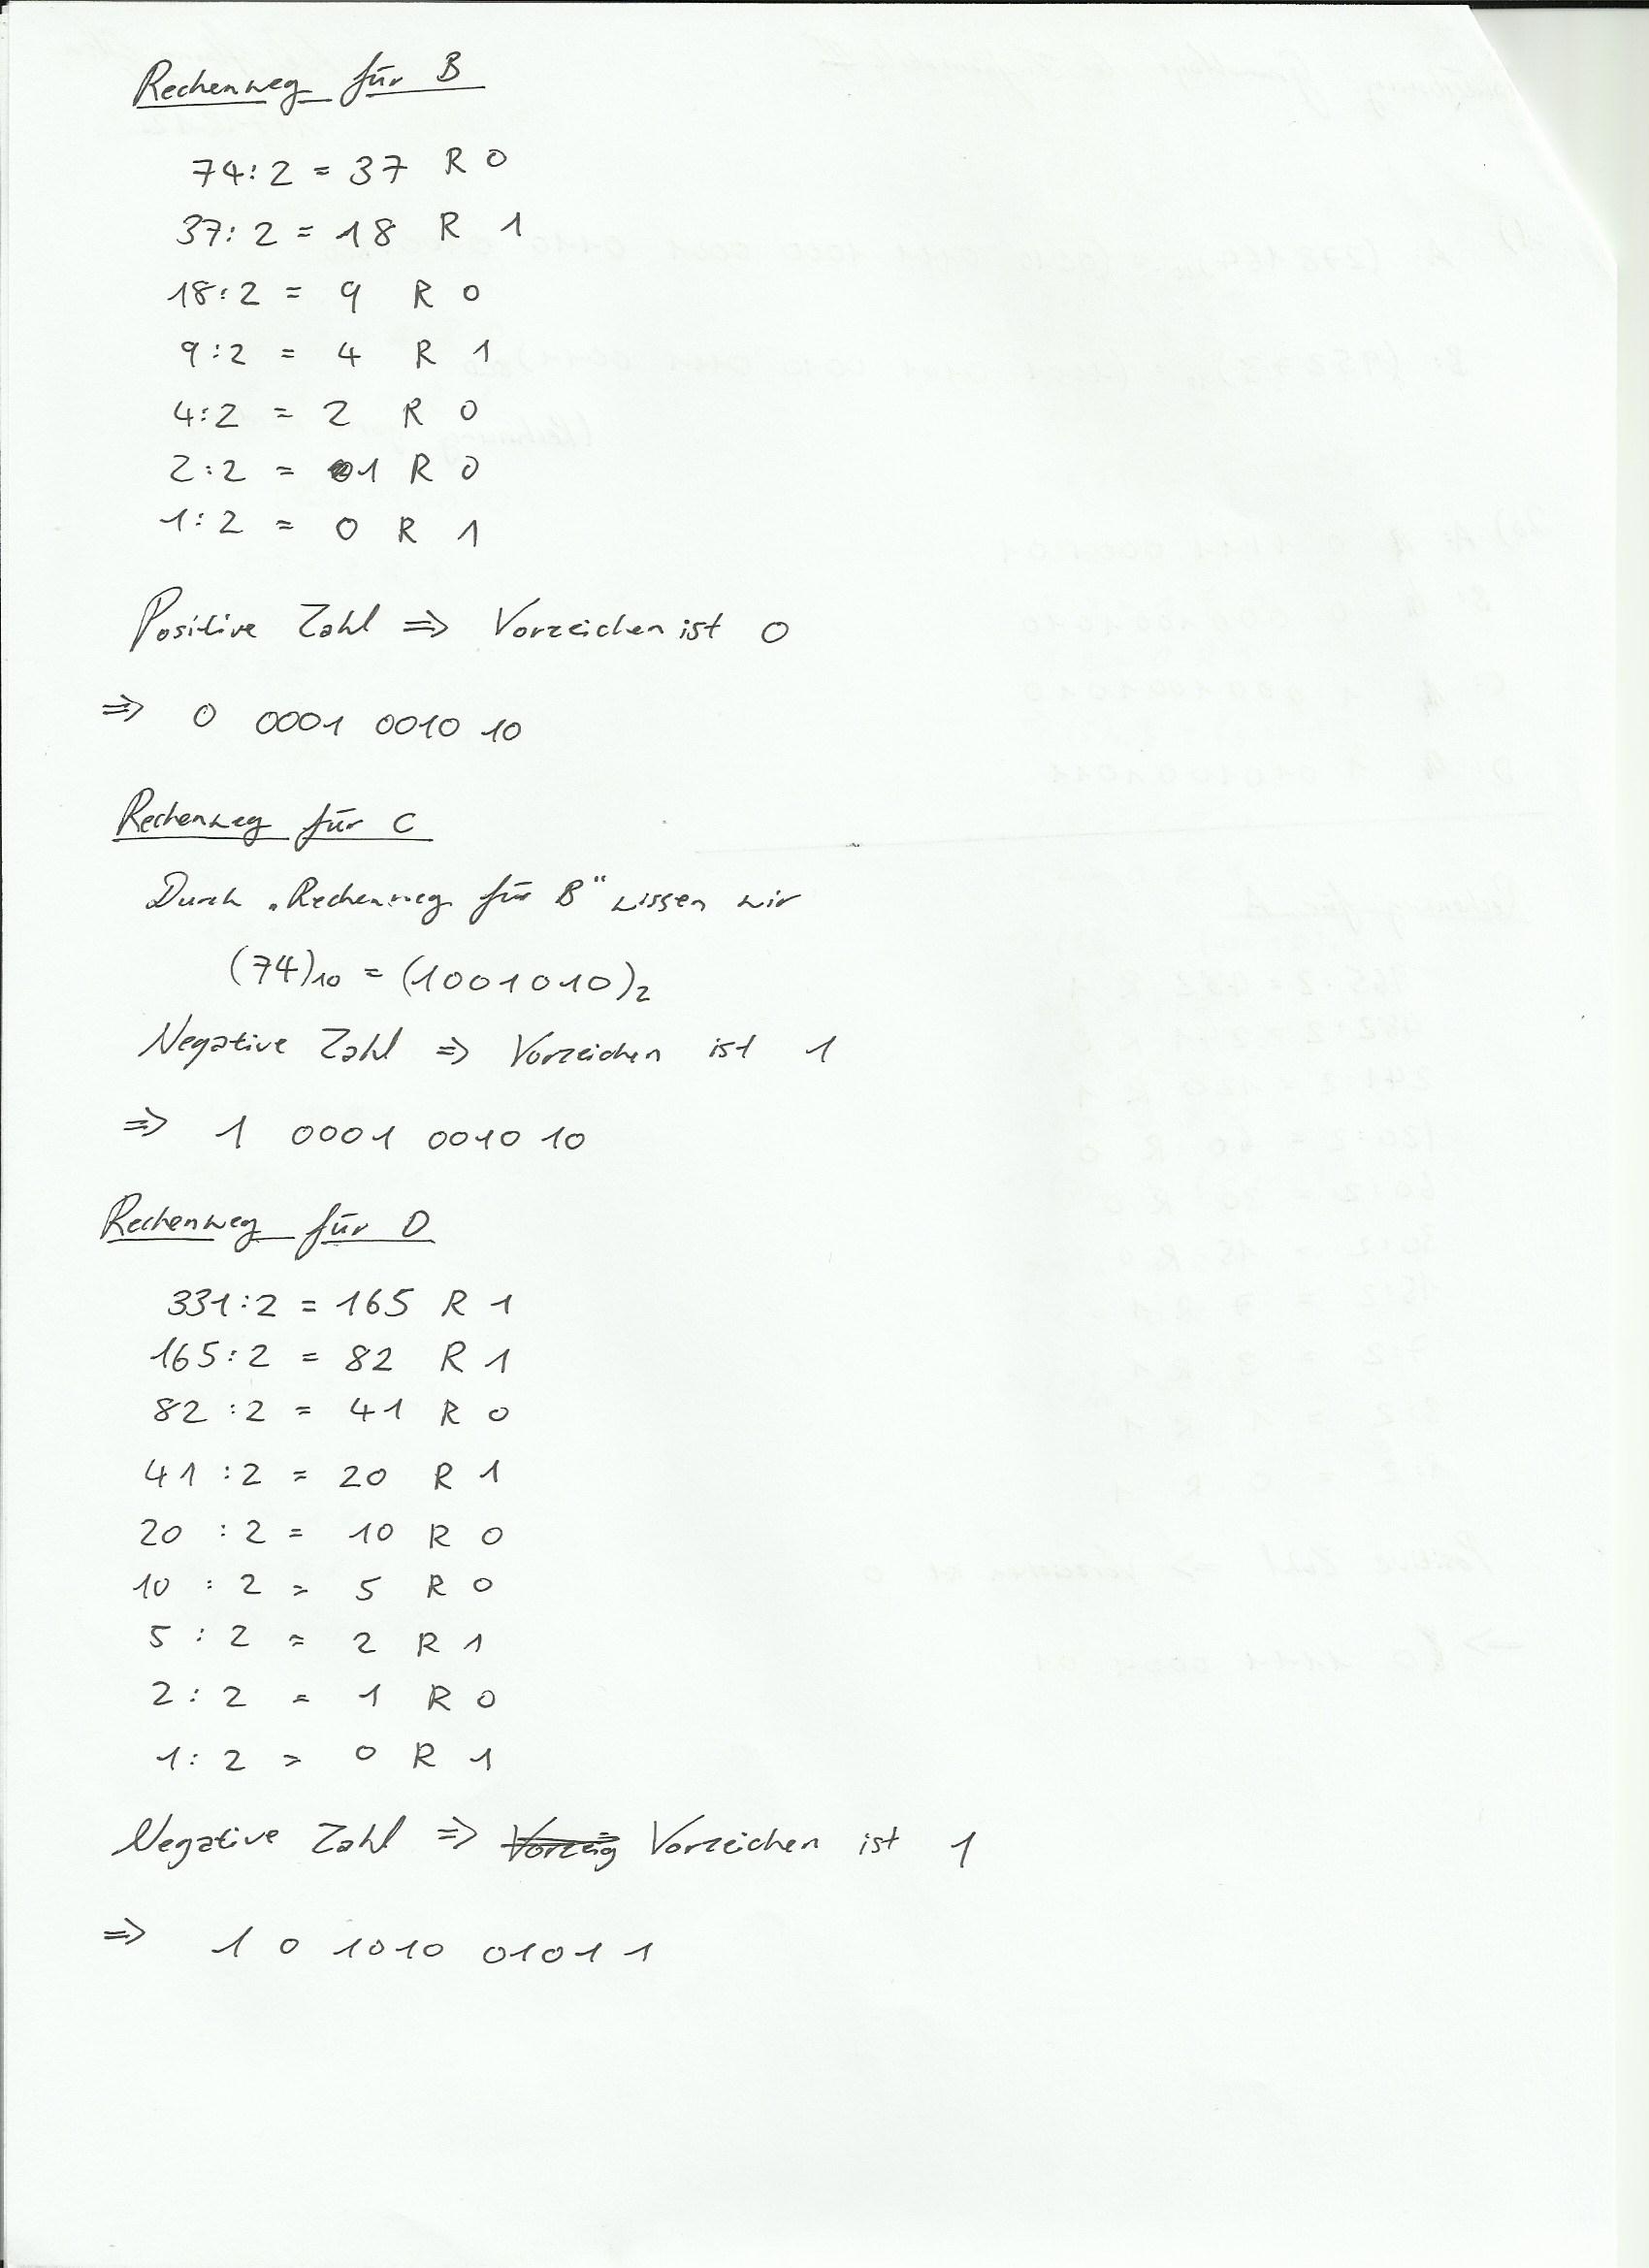 Rechenweg für B
74:2 = 37 R 0
37:2 = 18 R 1
18:2 = 9 R 0
9:2 = 4 R 1
4:2 = 2 R 0
2:2 = 1 R 0
1:2 = 0 R 1
Positive Zahl => Vorzeichen ist 0
=> 0 0001 0010 10
Rechenweg für C
Durch „Rechenweg für B“ wissen wir
(74)10 = (1001010)2
Negative Zahl => Vorzeichen ist 1
=> 1 0001 0010 10
Rechenweg für D
331:2 = 165 R 1
165:2 = 82 R 1
82:2 = 41 R 0
41:2 = 20 R 1
20:2 = 10 R 0
10:2 = 5 R 0
5:2 = 2 R 1
2:2 = 1 R 0
1:2 = 0 R 1
Negative Zahl => Vorzeichen ist 1
=> 1 0 1010 01011